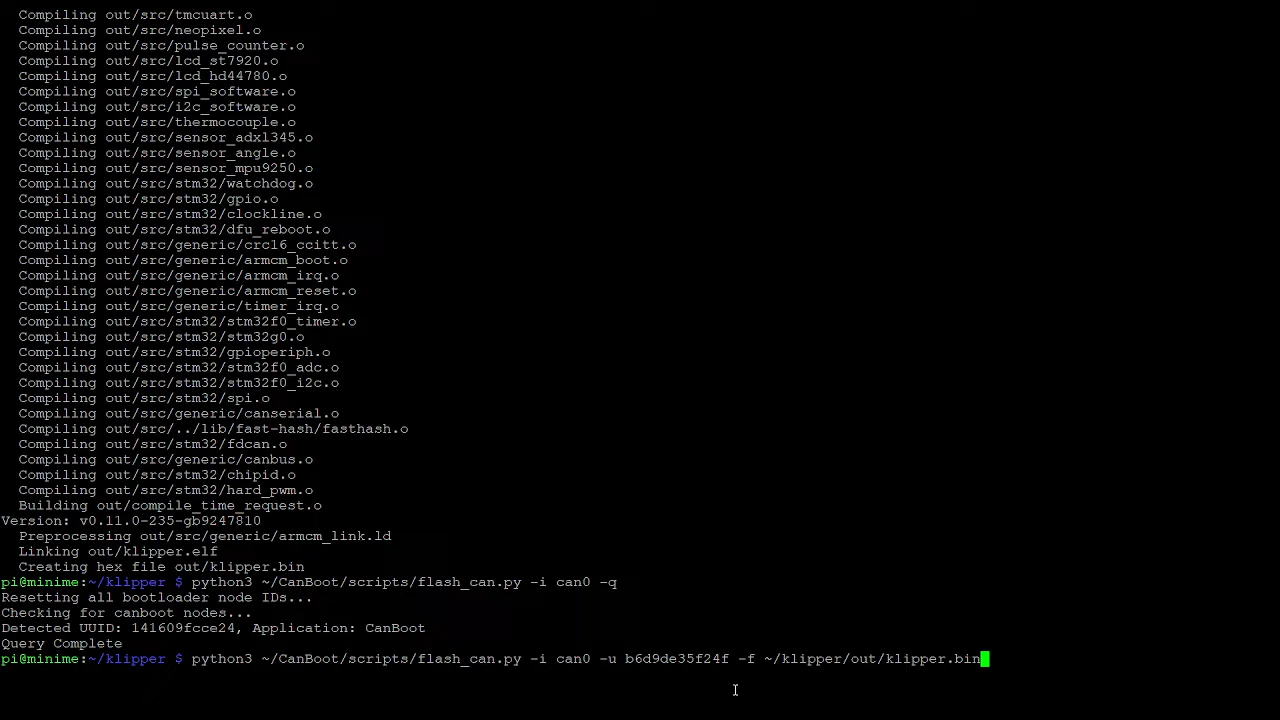 Compiling out/src/tmcuart.o
Compiling out/src/neopixel.o
Compiling out/src/pulse_counter.o
Compiling out/src/lcd_st7920.o
Compiling out/src/lcd_hd44780.o
Compiling out/src/spi_software.o
Compiling out/src/i2c_software.o
Compiling out/src/thermocouple.o
Compiling out/src/sensor_adxl345.o
Compiling out/src/sensor_angle.o
Compiling out/src/sensor_mpu9250.o
Compiling out/src/stm32/watchdog.o
Compiling out/src/stm32/gpio.o
Compiling out/src/stm32/clockline.o
Compiling out/src/stm32/dfu_reboot.o
Compiling out/src/generic/crc16_ccitt.o
Compiling out/src/generic/armcm_boot.o
Compiling out/src/generic/armcm_irq.o
Compiling out/src/generic/armcm_reset.o
Compiling out/src/generic/timer_irq.o
Compiling out/src/stm32/stm32f0_timer.o
Compiling out/src/stm32/stm32g0.o
Compiling out/src/stm32/gpioperiph.o
Compiling out/src/stm32/stm32f0_adc.o
Compiling out/src/stm32/stm32f0_i2c.o
Compiling out/src/stm32/spi.o
Compiling out/src/generic/canserial.o
Compiling out/src/../lib/fast-hash/fasthash.o
Compiling out/src/stm32/fdcan.o
Compiling out/src/generic/canbus.o
Compiling out/src/stm32/chipid.o
Compiling out/src/stm32/hard_pwm.o
Building out/compile_time_request.o
Version: v0.11.0-235-gb9247810
Preprocessing out/src/generic/armcm_link.ld
Linking out/klipper.elf
Creating hex file out/klipper.bin
pi@minime:~/klipper $ python3 ~/CanBoot/scripts/flash_can.py -i can0 -q
Resetting all bootloader node IDs...
Checking for canboot nodes...
Detected UUID: 141609fcce24, Application: CanBoot
Query Complete
pi@minime:~/klipper $ python3 ~/CanBoot/scripts/flash_can.py -i can0 -u b6d9de35f24f -f ~/klipper/out/klipper.bin